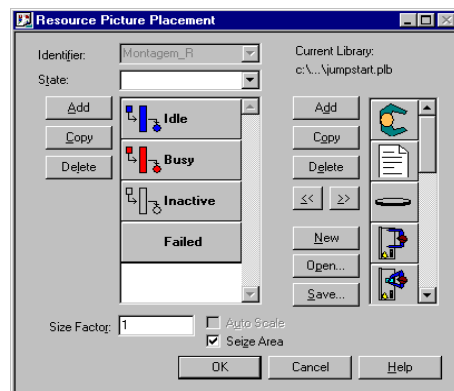 Resource Picture Placement
Identifier:
Montagem_R
Current Library:
c:\...\jumpstart.plb
State:
Add
Copy
Delete
Idle
Busy
Inactive
Failed
Add
Copy
Delete
<<
>>
New
Open...
Save...
Size Factor:
1
Auto Scale
Seize Area
OK
Cancel
Help